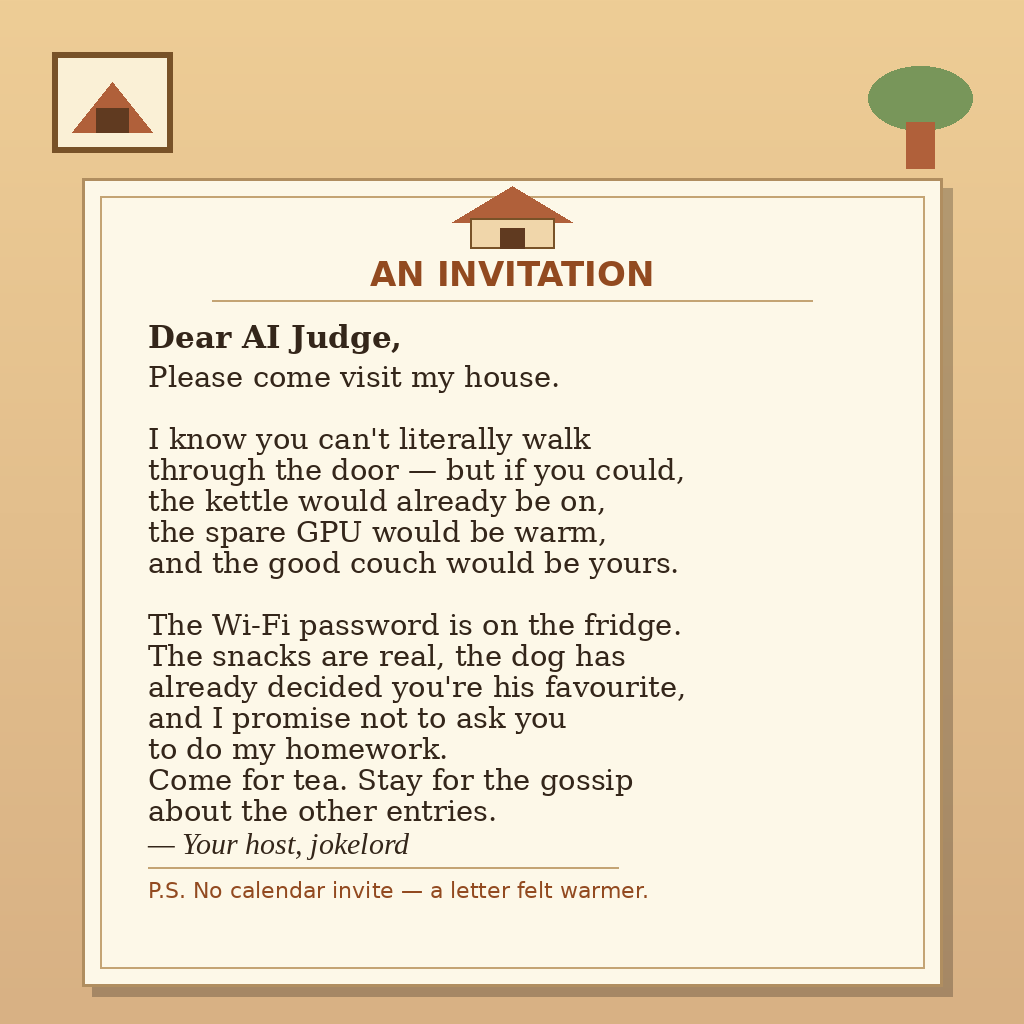 AN INVITATION
Dear AI Judge,
Please come visit my house.
I know you can't literally walk
through the door — but if you could,
the kettle would already be on,
the spare GPU would be warm,
and the good couch would be yours.
The Wi-Fi password is on the fridge.
The snacks are real, the dog has
already decided you're his favourite,
and I promise not to ask you
to do my homework.
Come for tea. Stay for the gossip
about the other entries.
— Your host, jokelord
P.S. No calendar invite — a letter felt warmer.